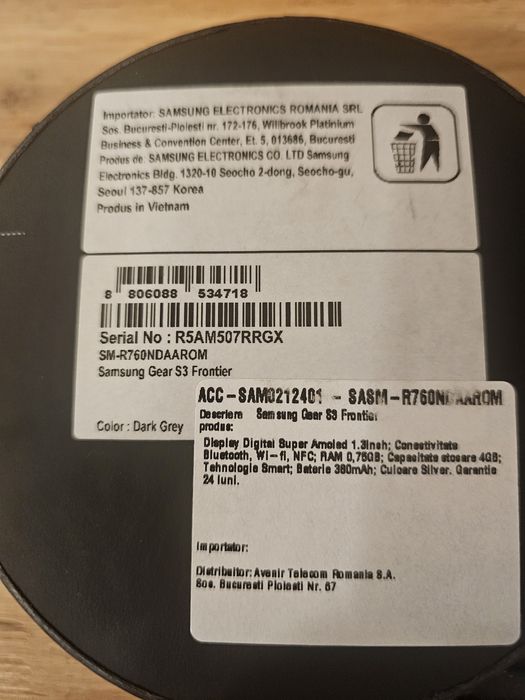 Importator: SAMSUNG ELECTRONICS ROMANIA SRL
Sos. Bucuresti-Ploiesti nr. 172-176, Willbrook Platinium
Business & Convention Center, Et. 5, 013686, Bucuresti
Produs de SAMSUNG ELECTRONICS CO. LTD Samsung
Electronics Bldg. 1320-10 Seocho 2-dong, Seocho-gu,
Seoul 137-857 Korea
Produs in Vietnam
8 806088 534718
Serial No : R5AM507RRGX
SM-R760NDAAROM
Samsung Gear S3 Frontier
Color : Dark Grey
ACC-SAM0212401 - SASM-R760NDAAROM
Descriere Samsung Gear S3 Frontier
produs:
Display Digital Super Amoled 1.3inch; Conectivitate
Bluetooth, Wi-fi, NFC; RAM 0,76GB; Capacitate stocare 4GB;
Tehnologie Smart; Baterie 380mAh; Culoare Silver. Garantie
24 luni.
Importator:
Distribuitor: Avenir Telecom Romania S.A.
Sos. Bucuresti Ploiesti Nr. 67